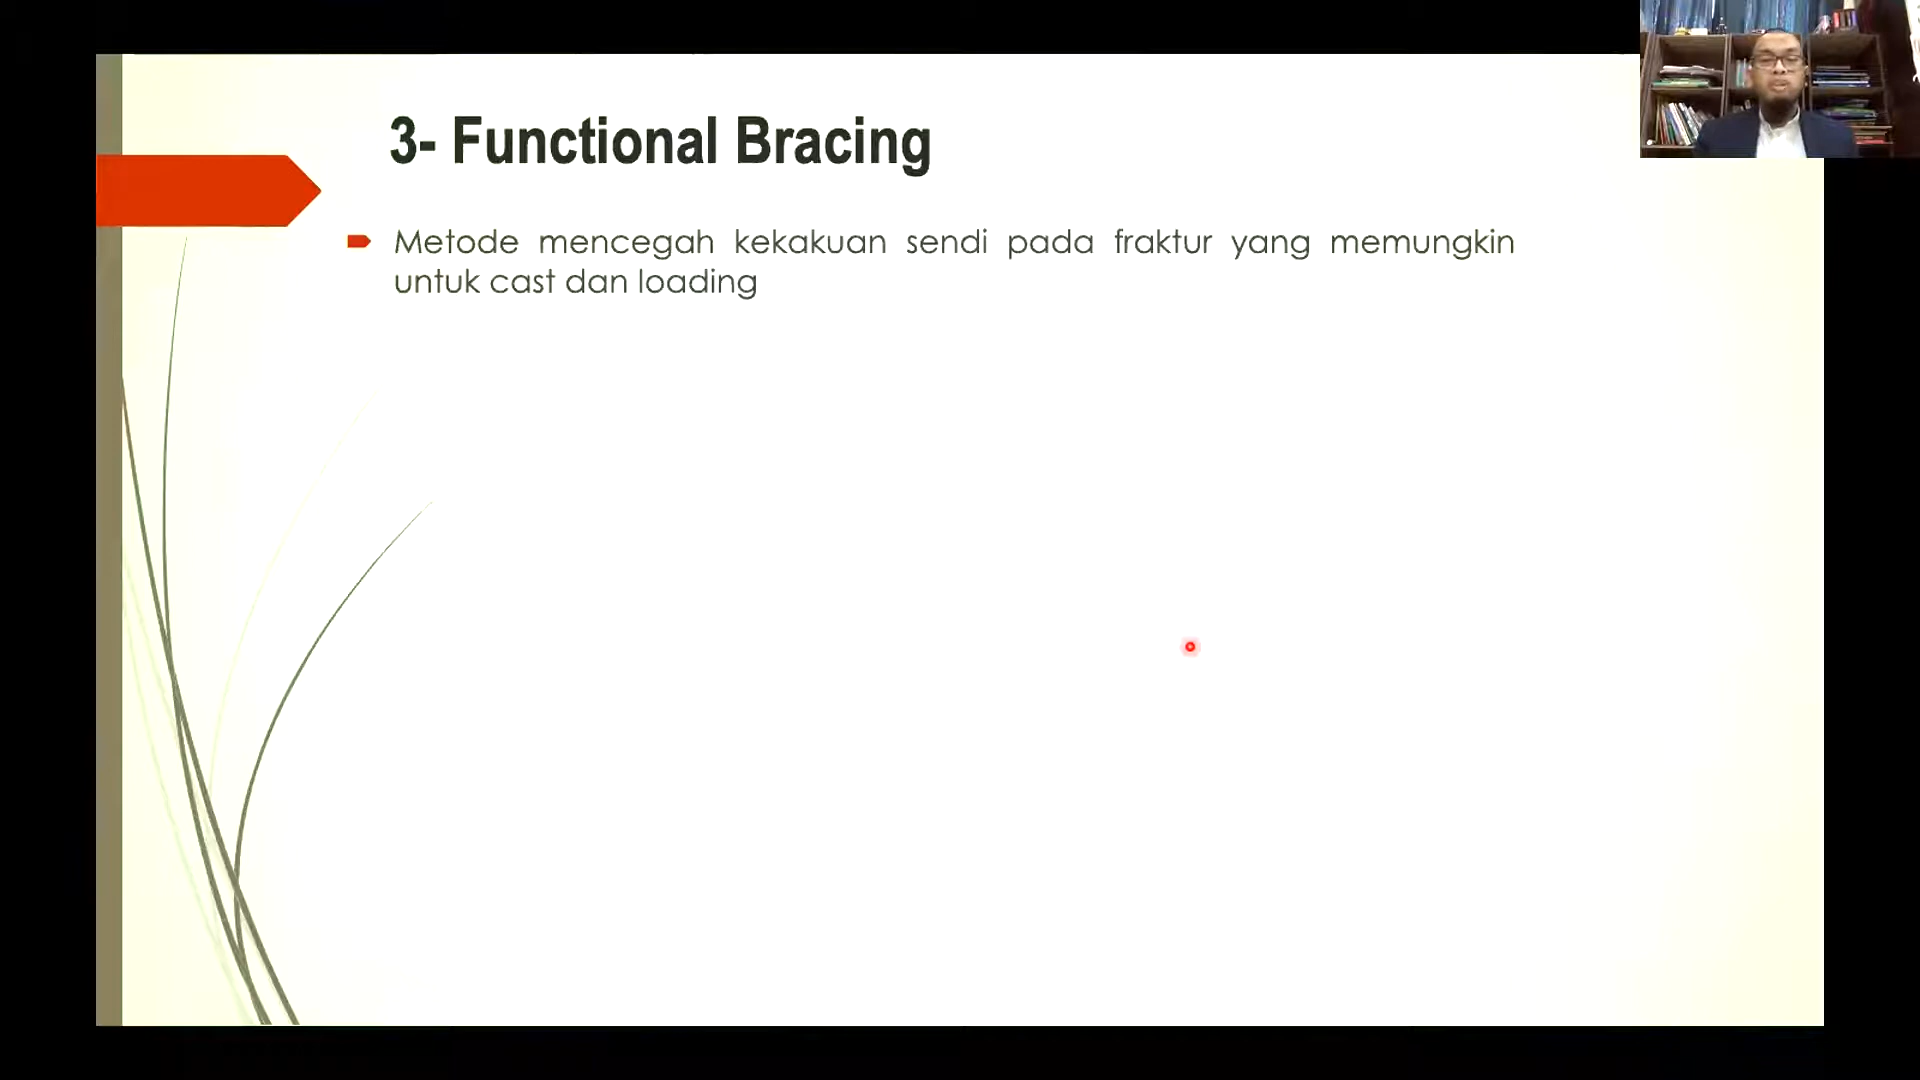 3- Functional Bracing
Metode mencegah kekakuan sendi pada fraktur yang memungkin
untuk cast dan loading